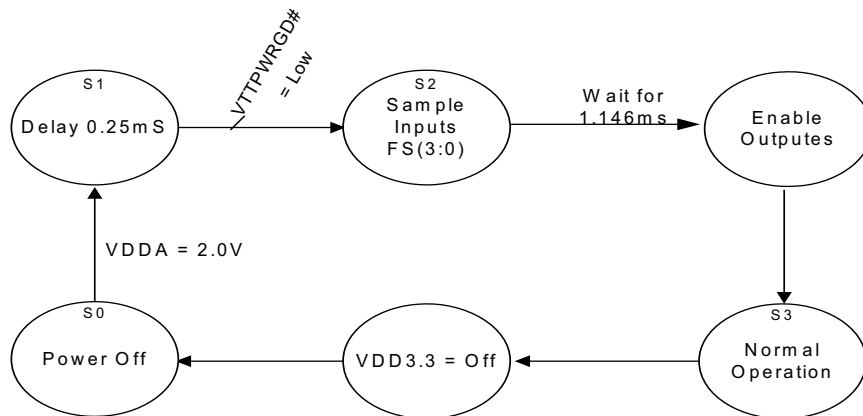 S1
Delay 0.25mS
VTTPWRGD#
= Low
S2
Sample
Inputs
FS(3:0)
Wait for
1.146ms
Enable
Outputes
VDDA = 2.0V
S0
Power Off
VDD3.3 = Off
S3
Normal
Operation